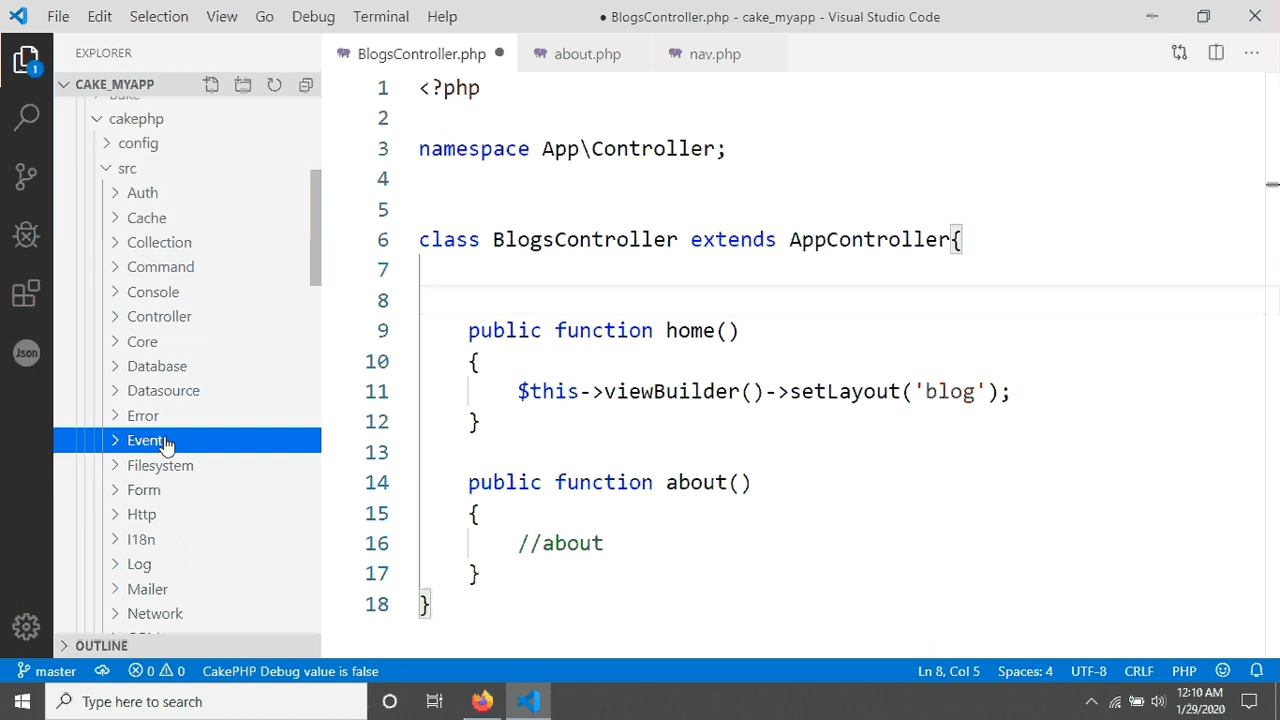 File Edit Selection View Go Debug Terminal Help ● BlogsController.php - cake_myapp - Visual Studio Code
EXPLORER
1
CAKE_MYAPP
cakephp
config
src
Auth
Cache
Collection
Command
Console
Controller
Core
Database
Datasource
Error
Event
Filesystem
Form
Http
I18n
Log
Mailer
Network
OUTLINE
Json
BlogsController.php ● about.php nav.php
1 <?php
2
3 namespace App\Controller;
4
5
6 class BlogsController extends AppController{
7
8
9 public function home()
10 {
11 $this->viewBuilder()->setLayout('blog');
12 }
13
14 public function about()
15 {
16 //about
17 }
18 }
master 0 0 CakePHP Debug value is false Ln 8, Col 5 Spaces: 4 UTF-8 CRLF PHP
Type here to search
12:10 AM
1/29/2020